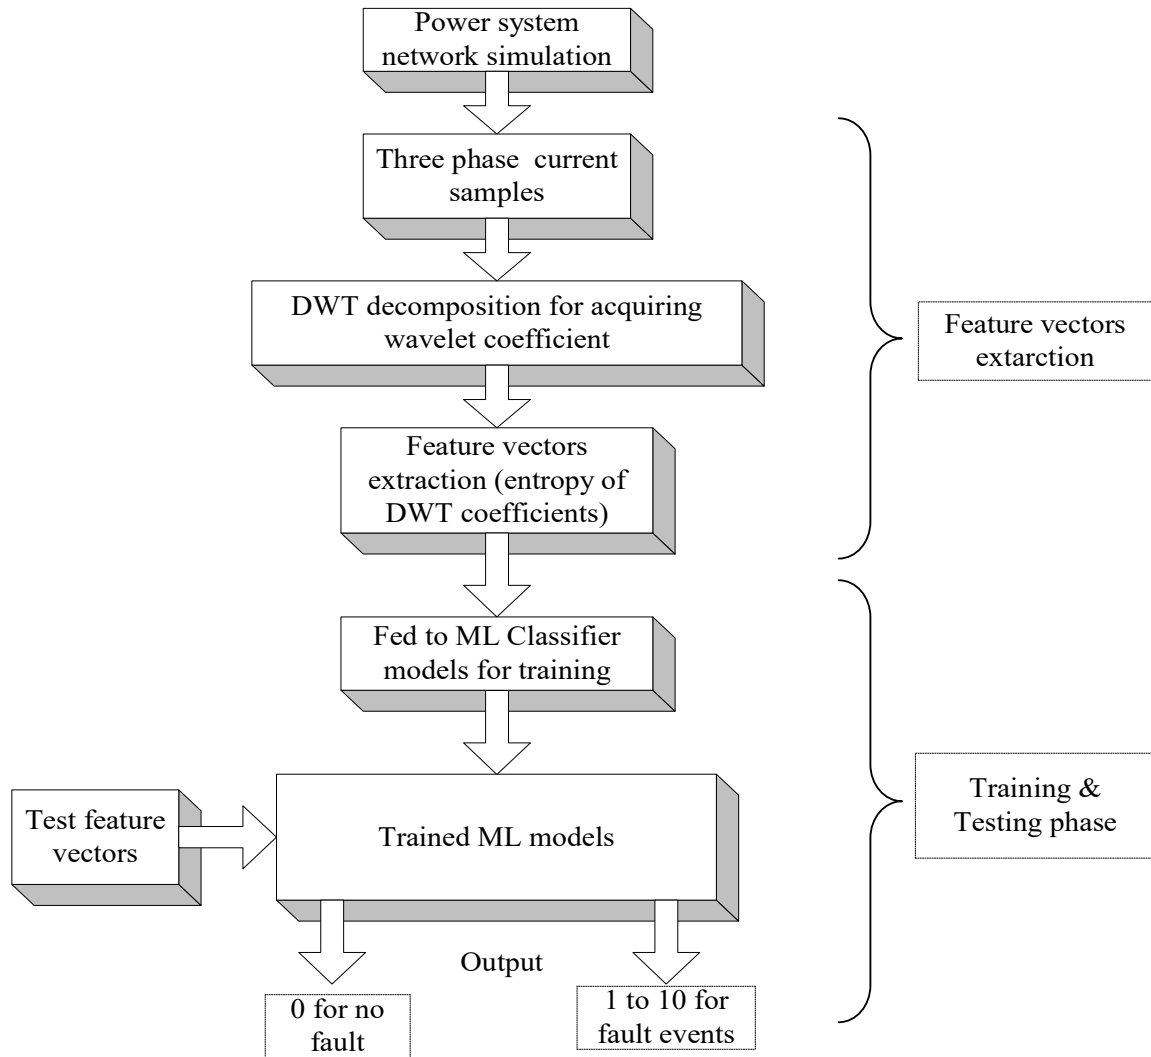 Power system
network simulation
Three phase current
samples
DWT decomposition for acquiring
wavelet coefficient
Feature vectors
extarction
Feature vectors
extraction (entropy of
DWT coefficients)
Fed to ML Classifier
models for training
Test feature
vectors
Trained ML models
Training &
Testing phase
Output
0 for no
fault
1 to 10 for
fault events